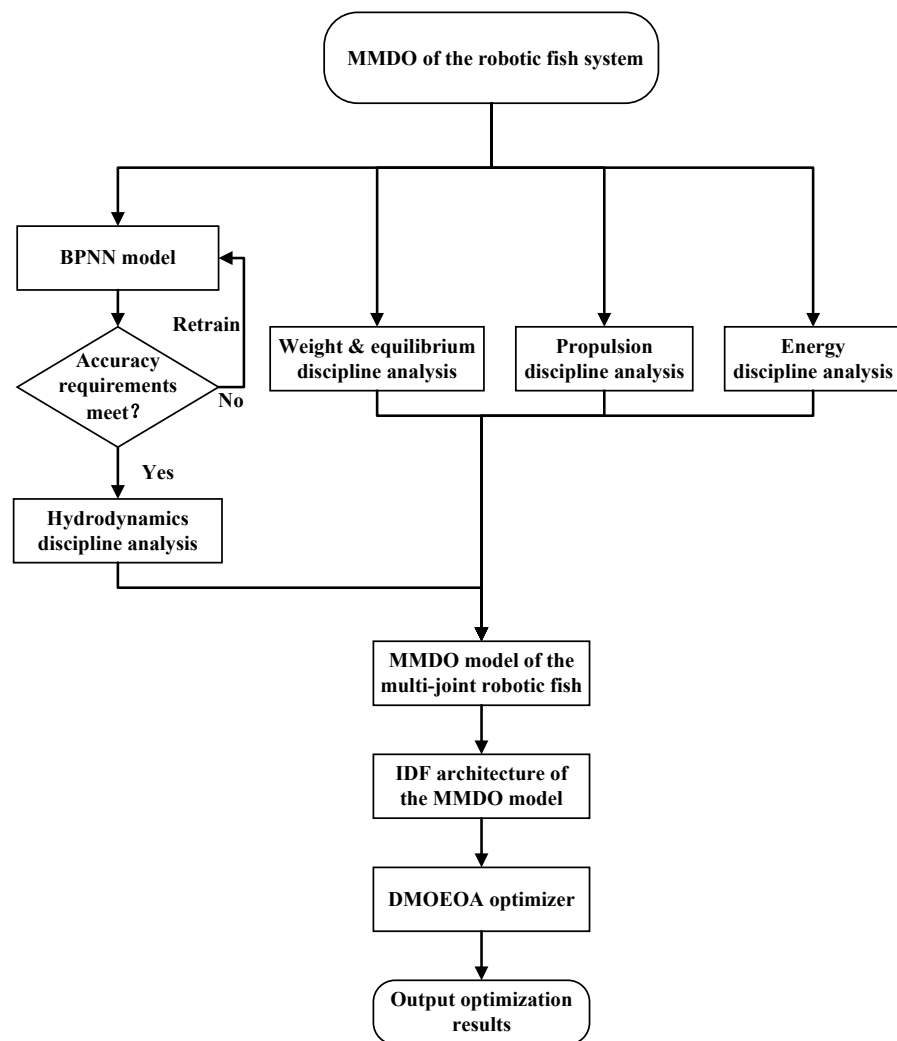 MMDO of the robotic fish system
BPNN model
Retrain
Accuracy
requirements
meet？
No
Yes
Hydrodynamics
discipline analysis
Weight & equilibrium
discipline analysis
Propulsion
discipline analysis
Energy
discipline analysis
MMDO model of the
multi-joint robotic fish
IDF architecture of
the MMDO model
DMOEOA optimizer
Output optimization
results